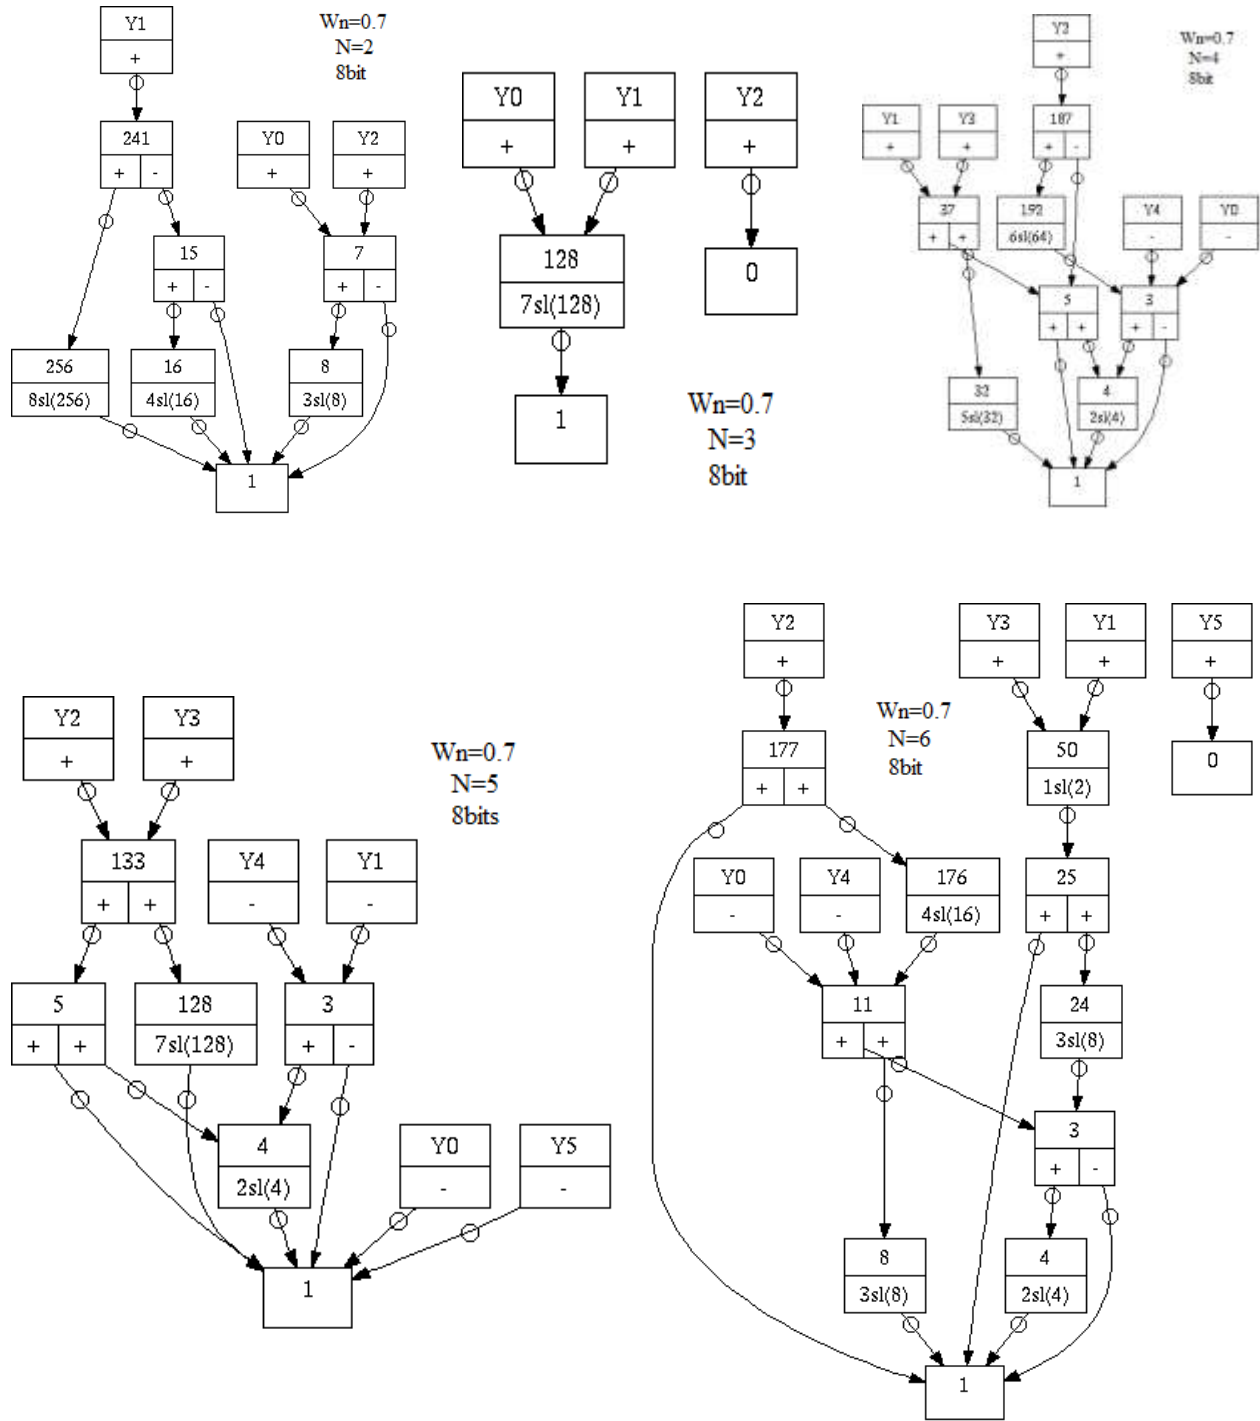 Y1
+
Wn=0.7
N=2
8bit
241
+ -
Y0
+
Y2
+
15
+ -
7
+ -
256
8sl(256)
16
4sl(16)
8
3sl(8)
1
Y0
+
Y1
+
Y2
+
128
7sl(128)
0
1
Wn=0.7
N=3
8bit
Y2
+
Wn=0.7
N=4
8bit
Y1
+
Y3
+
187
+ -
37
+ +
192
6sl(64)
Y4
-
Y0
-
5
+ +
3
+ -
32
5sl(32)
4
2sl(4)
1
Y2
+
Y3
+
Wn=0.7
N=5
8bits
133
+ +
Y4
-
Y1
-
5
+ +
128
7sl(128)
3
+ -
4
2sl(4)
Y0
-
Y5
-
1
Y2
+
Y3
+
Y1
+
Y5
+
Wn=0.7
N=6
8bit
177
+ +
50
1sl(2)
0
Y0
-
Y4
-
176
4sl(16)
25
+ +
11
+ +
24
3sl(8)
3
+ -
8
3sl(8)
4
2sl(4)
1